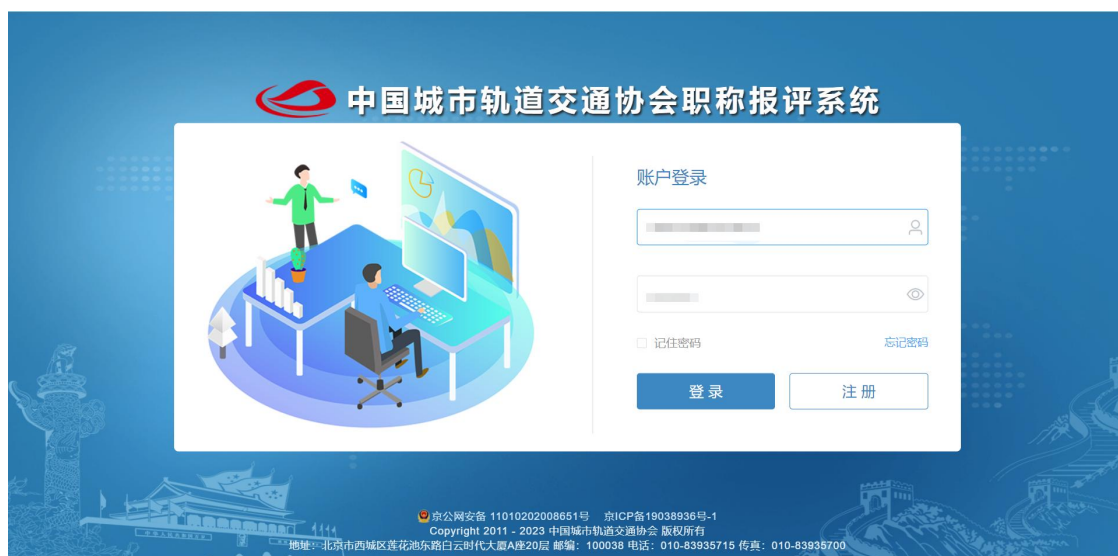 中国城市轨道交通协会职称报评系统
账户登录
记住密码
忘记密码
登录
注册
京公网安备 11010202008651号 京ICP备19038936号-1
Copyright 2011 - 2023 中国城市轨道交通协会 版权所有
地址：北京市西城区莲花池东路白云时代大厦A座20层 邮编：100038 电话：010-83935715 传真：010-83935700